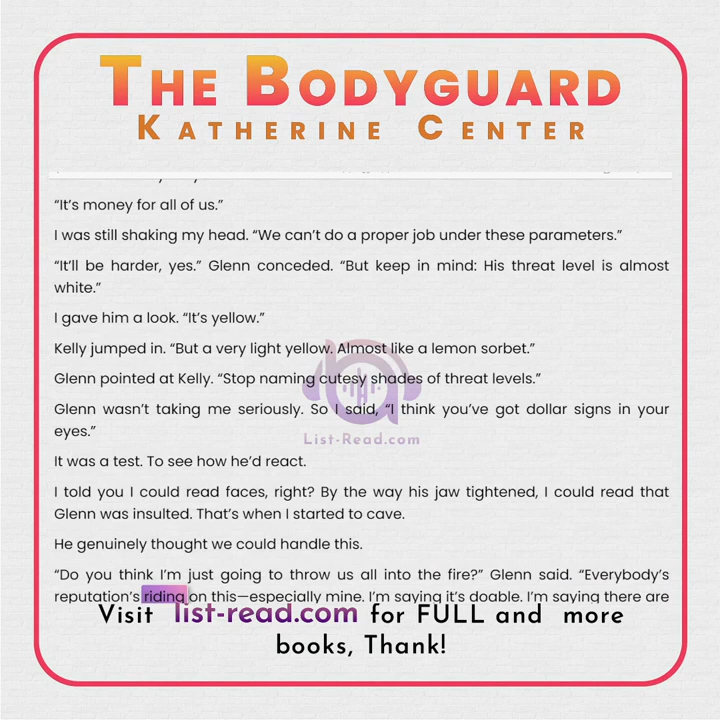 THE BODYGUARD
KATHERINE CENTER
“It’s money for all of us.”
I was still shaking my head. “We can’t do a proper job under these parameters.”
“It’ll be harder, yes.” Glenn conceded. “But keep in mind: His threat level is almost
white.”
I gave him a look. “It’s yellow.”
Kelly jumped in. “But a very light yellow. Almost like a lemon sorbet.”
Glenn pointed at Kelly. “Stop naming cutesy shades of threat levels.”
Glenn wasn’t taking me seriously. So I said, “I think you’ve got dollar signs in your
eyes.”
List-Read.com
It was a test. To see how he’d react.
I told you I could read faces, right? By the way his jaw tightened, I could read that
Glenn was insulted. That’s when I started to cave.
He genuinely thought we could handle this.
“Do you think I’m just going to throw us all into the fire?” Glenn said. “Everybody’s
reputation’s riding on this—especially mine. I’m saying it’s doable. I’m saying there are
Visit list-read.com for FULL and more
books, Thank!